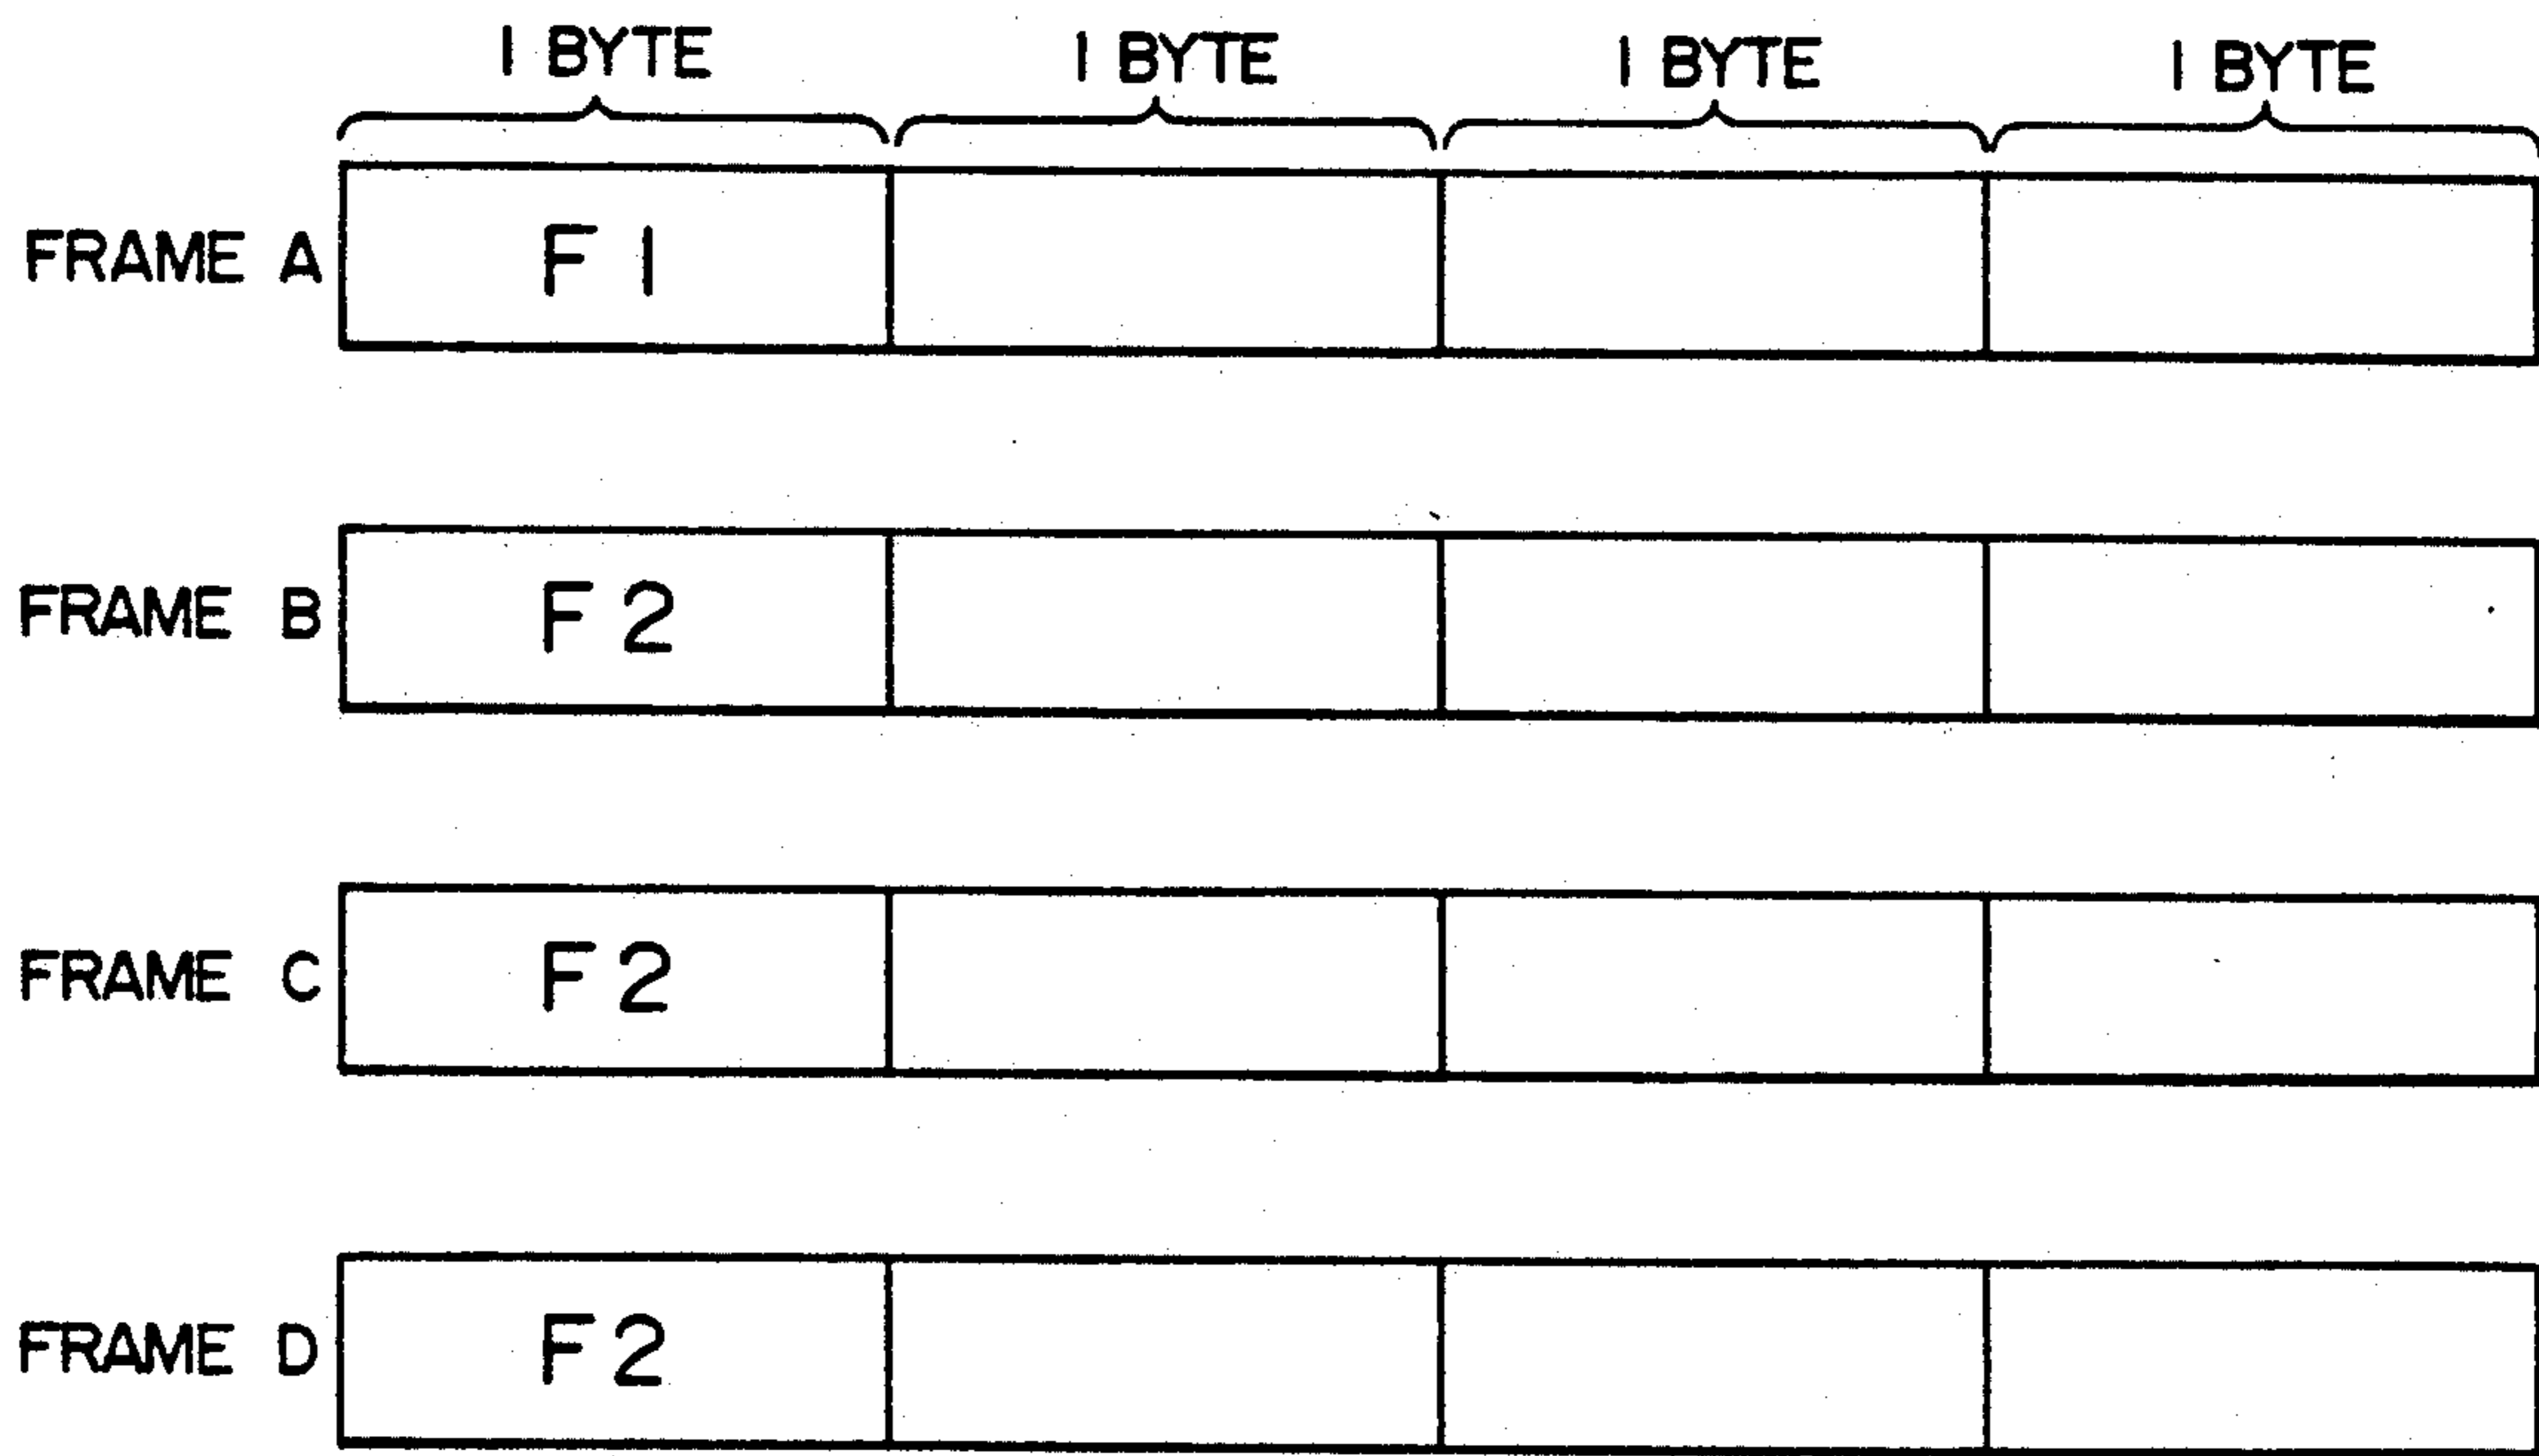 1 BYTE 1 BYTE 1 BYTE 1 BYTE
FRAME A F1
FRAME B F2
FRAME C F2
FRAME D F2